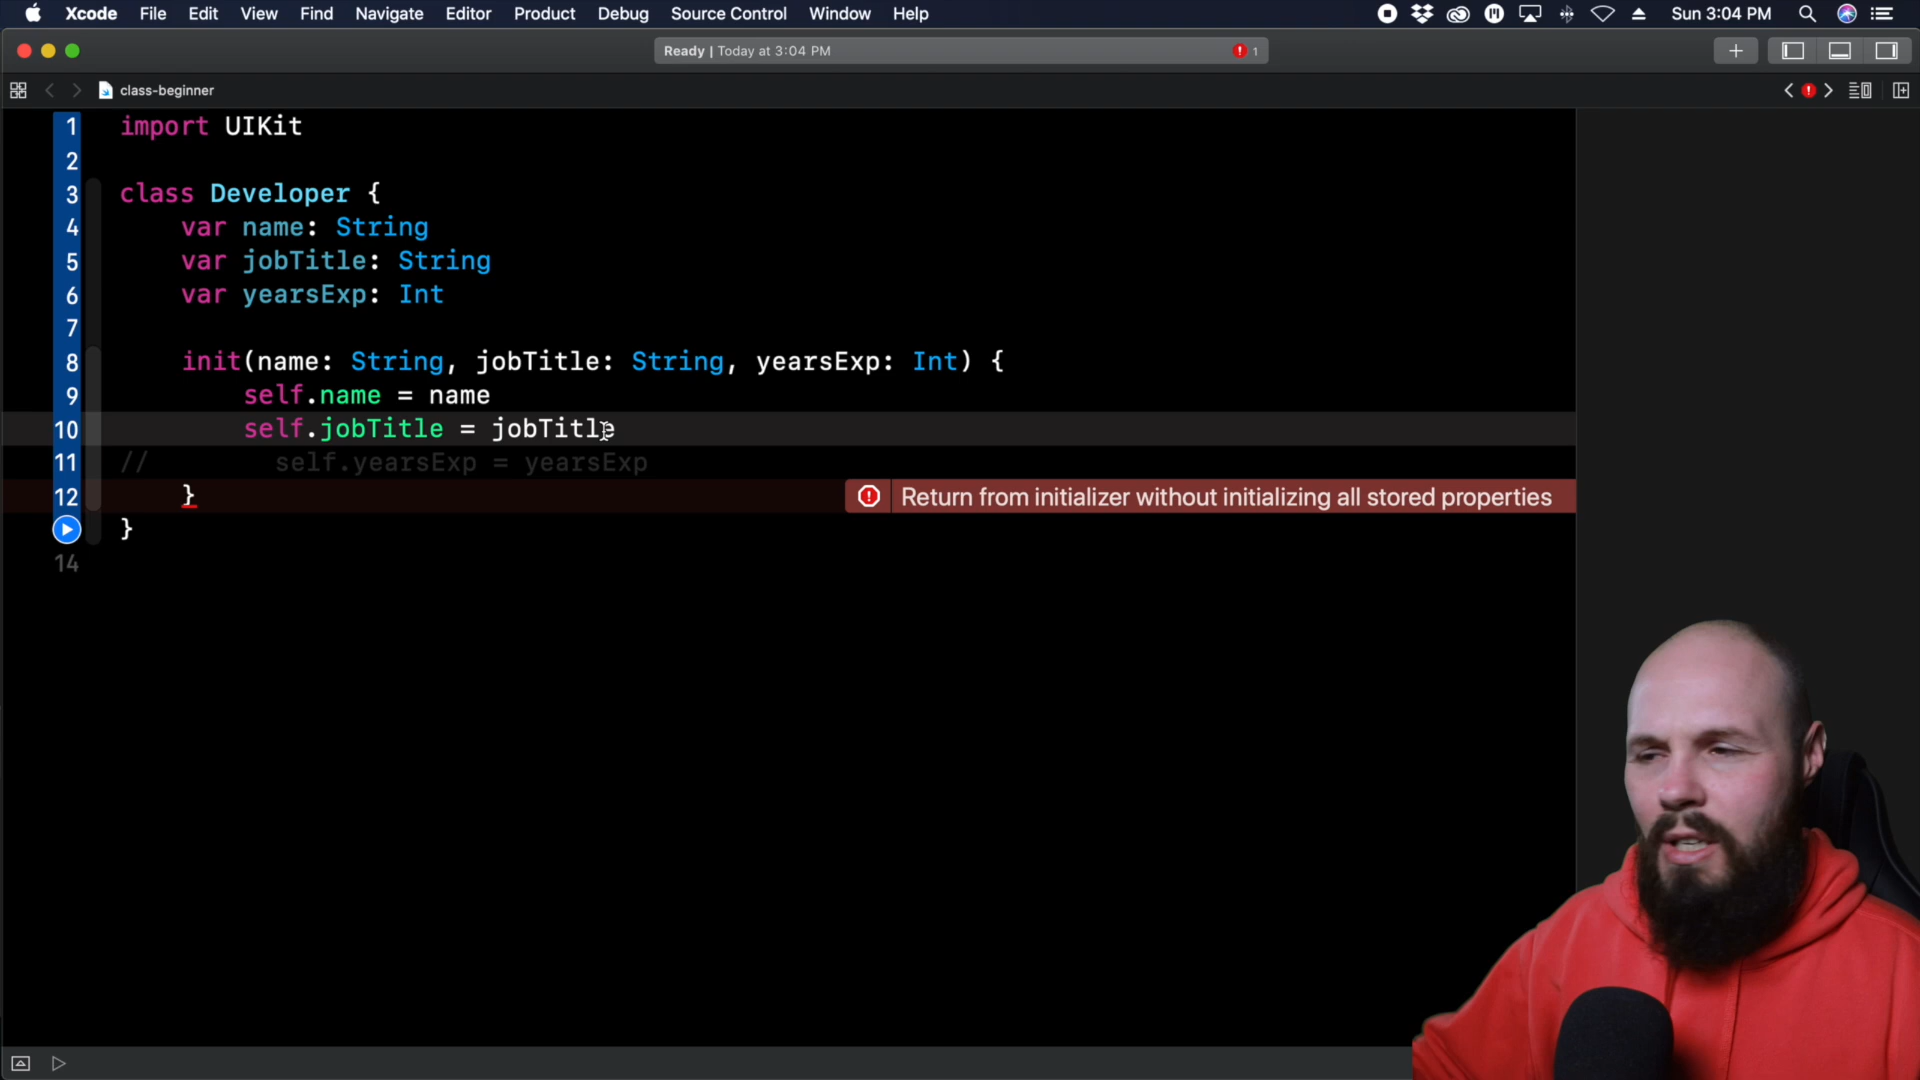 Xcode File Edit View Find Navigate Editor Product Debug Source Control Window Help Sun 3:04 PM
Ready | Today at 3:04 PM 1
class-beginner
1 import UIKit
2
3 class Developer {
4 var name: String
5 var jobTitle: String
6 var yearsExp: Int
7
8 init(name: String, jobTitle: String, yearsExp: Int) {
9 self.name = name
10 self.jobTitle = jobTitle
11 // self.yearsExp = yearsExp
12 } Return from initializer without initializing all stored properties
}
14